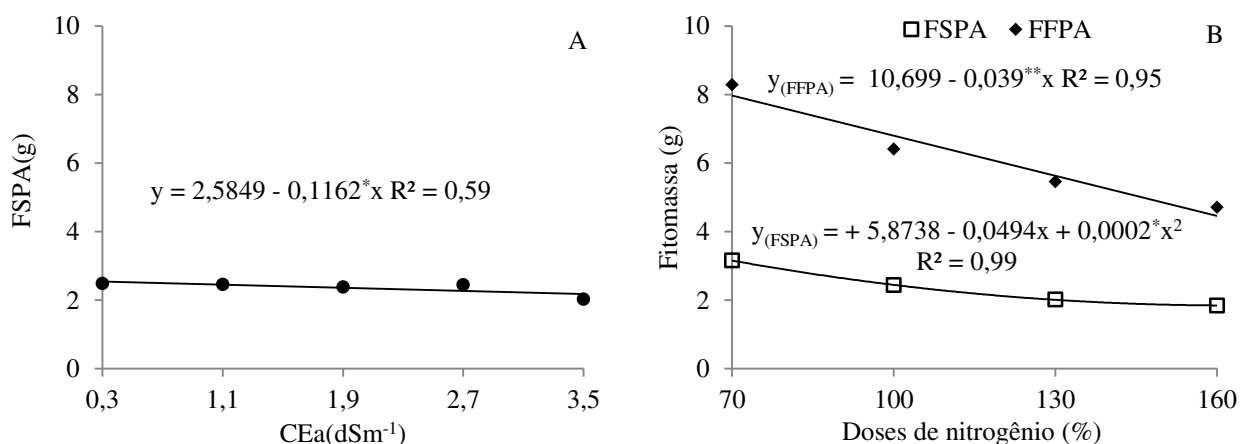 A
10
8
6
4
2
0
FSPA(g)
y = 2,5849 - 0,1162*x R² = 0,59
0,3 1,1 1,9 2,7 3,5
CEa(dSm⁻¹)
FSPA FFPA
B
10
8
6
4
2
0
Fitomassa (g)
y(FFPA) = 10,699 - 0,039**x R² = 0,95
y(FSPA) = + 5,8738 - 0,0494x + 0,0002*x²
R² = 0,99
70 100 130 160
Doses de nitrogênio (%)